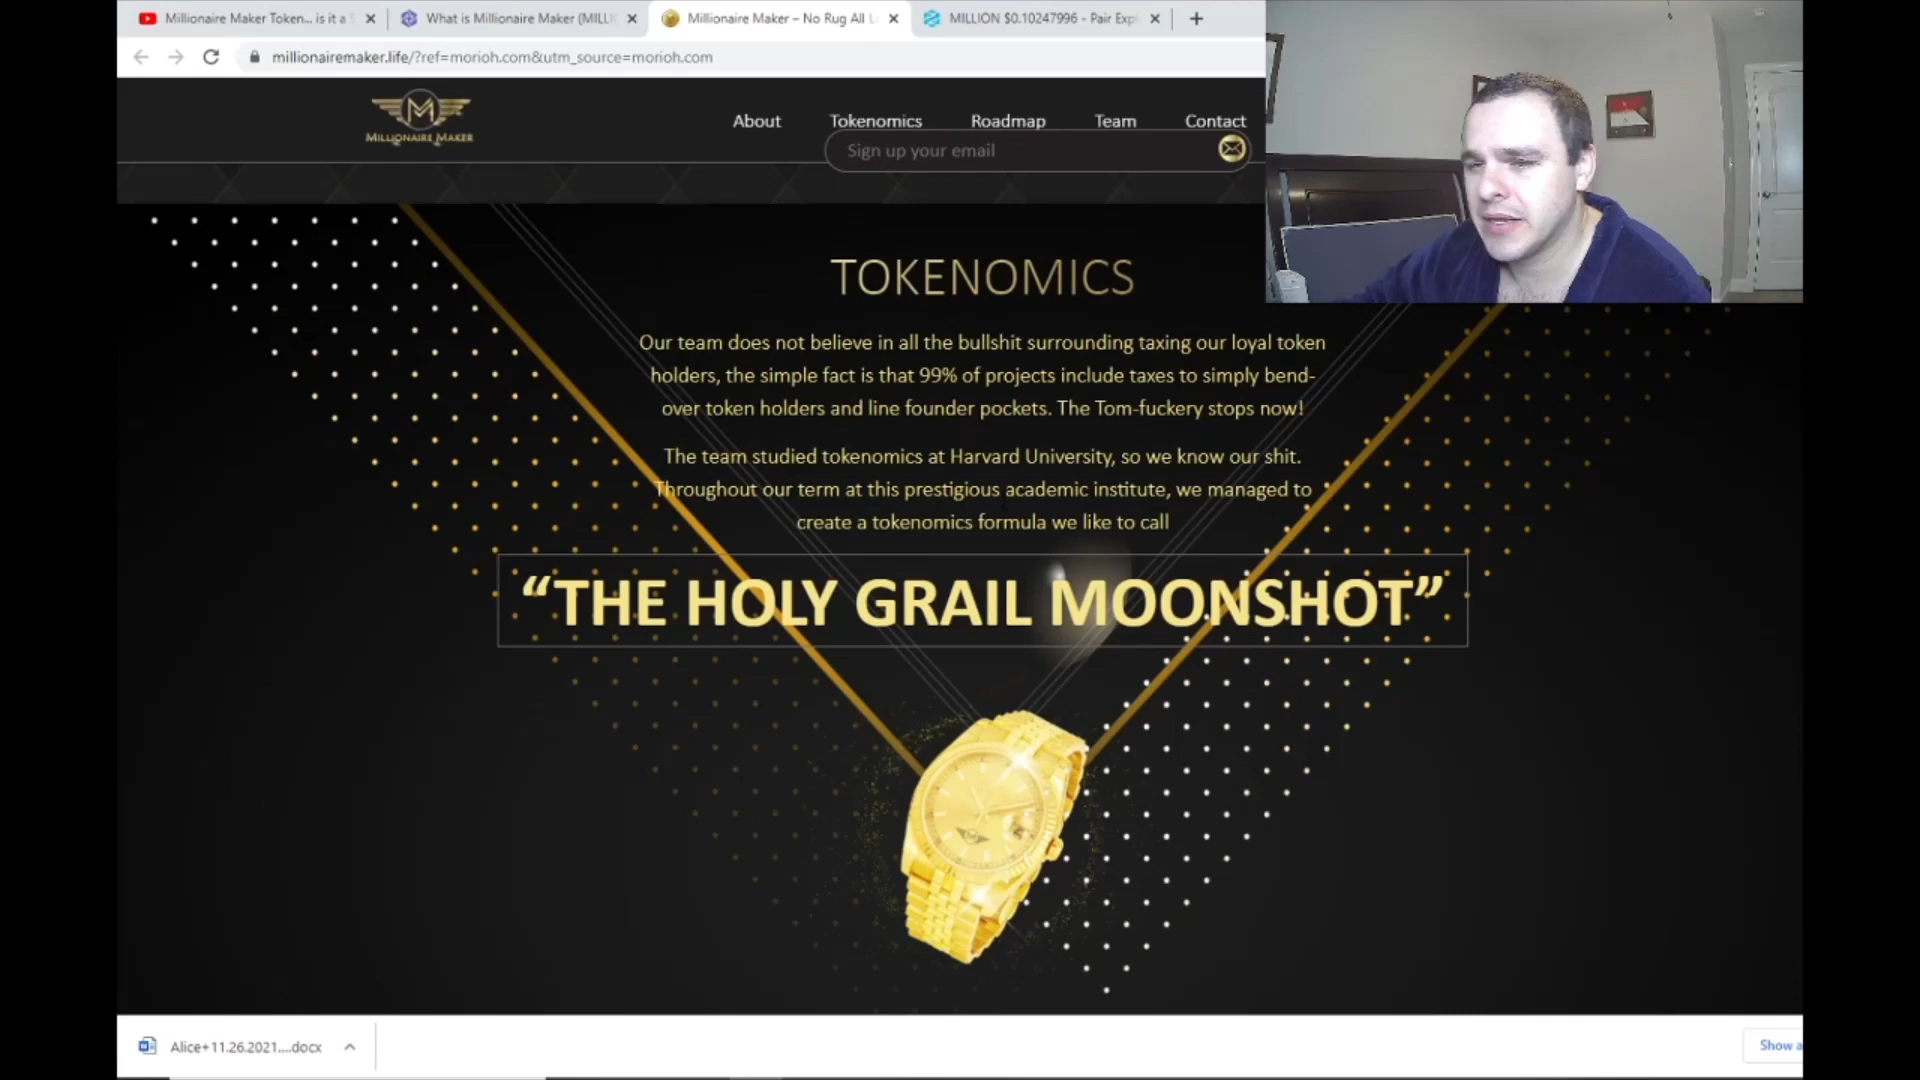 Millionaire Maker Token... is it a S
What is Millionaire Maker (MILLI
Millionaire Maker – No Rug All L
MILLION $0.10247996 - Pair Expl
millionairemaker.life/?ref=morioh.com&utm_source=morioh.com
MILLIONAIRE MAKER
About
Tokenomics
Roadmap
Team
Contact
Sign up your email
TOKENOMICS
Our team does not believe in all the bullshit surrounding taxing our loyal token
holders, the simple fact is that 99% of projects include taxes to simply bend-
over token holders and line founder pockets. The Tom-fuckery stops now!
The team studied tokenomics at Harvard University, so we know our shit.
Throughout our term at this prestigious academic institute, we managed to
create a tokenomics formula we like to call
“THE HOLY GRAIL MOONSHOT”
Alice+11.26.2021....docx
Show a